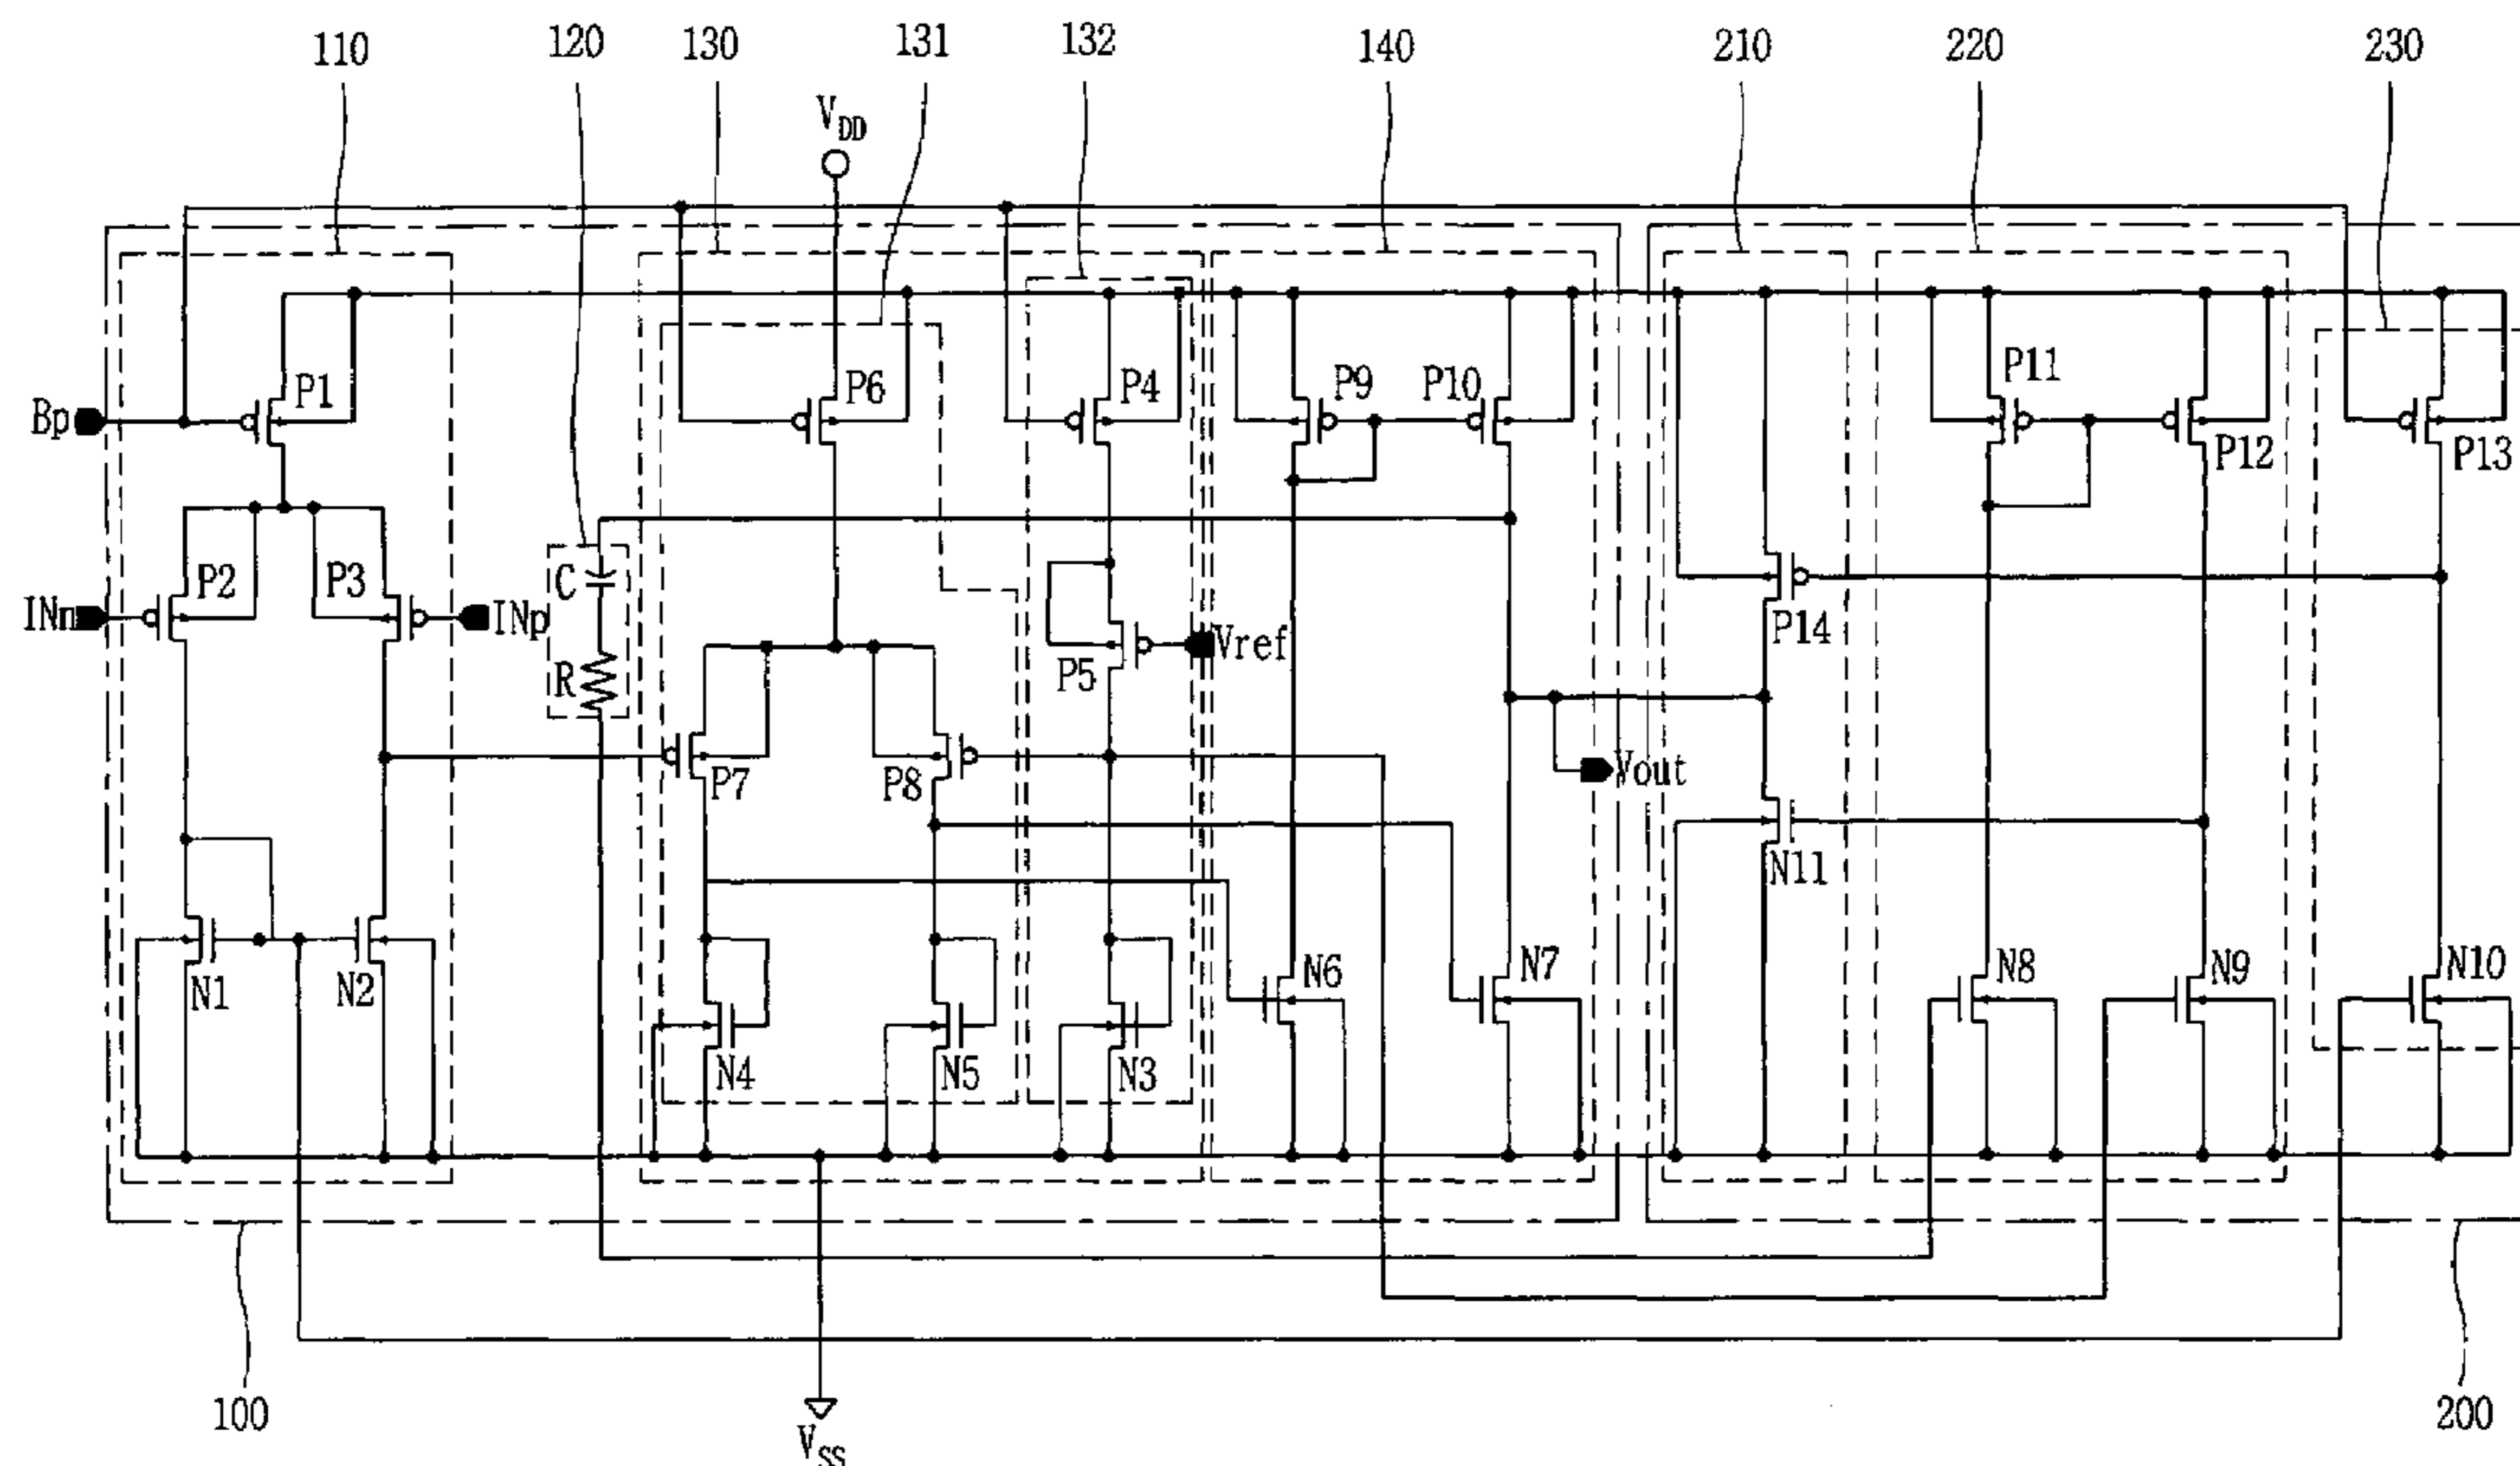 110
120
130
131
132
140
210
220
230
VDD
P1
P6
P4
P9
P10
P11
P12
P13
Bp
P2
P3
INn
INp
C
R
P5
Vref
P14
P7
P8
Vout
N11
N1
N2
N4
N5
N3
N6
N7
N8
N9
N10
100
VSS
200